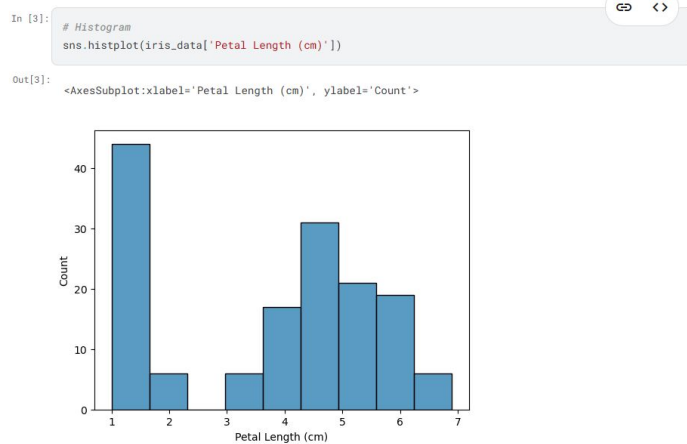 In [3]:
# Histogram
sns.histplot(iris_data['Petal Length (cm)'])
Out[3]:
<AxesSubplot:xlabel='Petal Length (cm)', ylabel='Count'>
40
30
20
10
0
Count
1 2 3 4 5 6 7
Petal Length (cm)